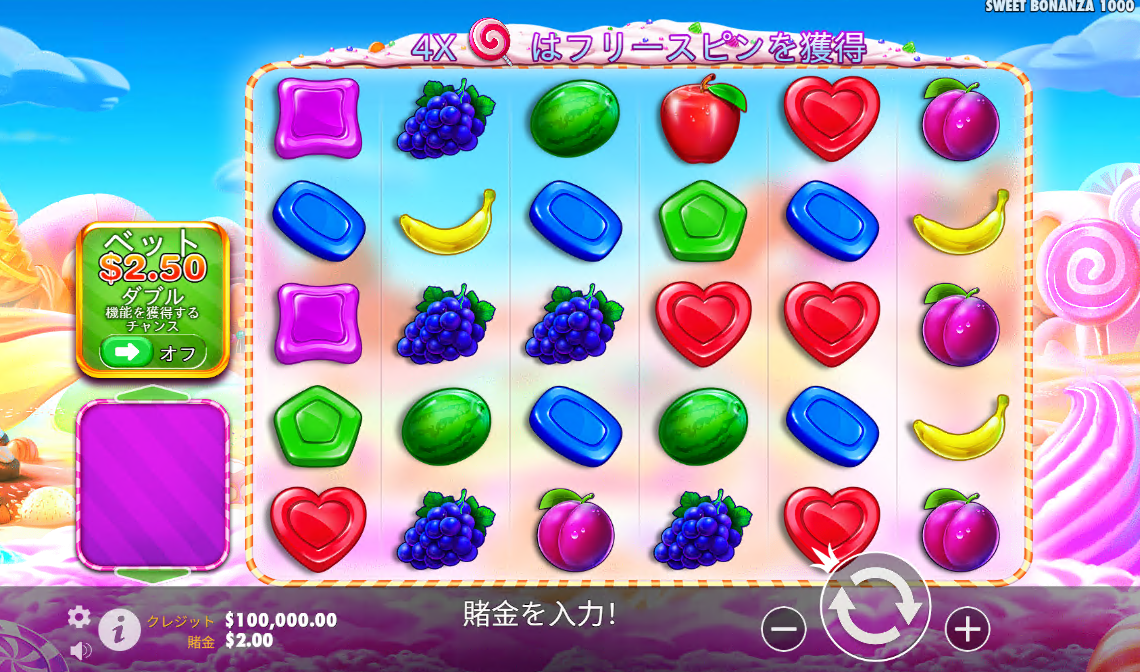 SWEET BONANZA 1000
4X はフリースピンを獲得
ベット
$2.50
ダブル
機能を獲得する
チャンス
オフ
クレジット $100,000.00
賭金 $2.00
賭金を入力!